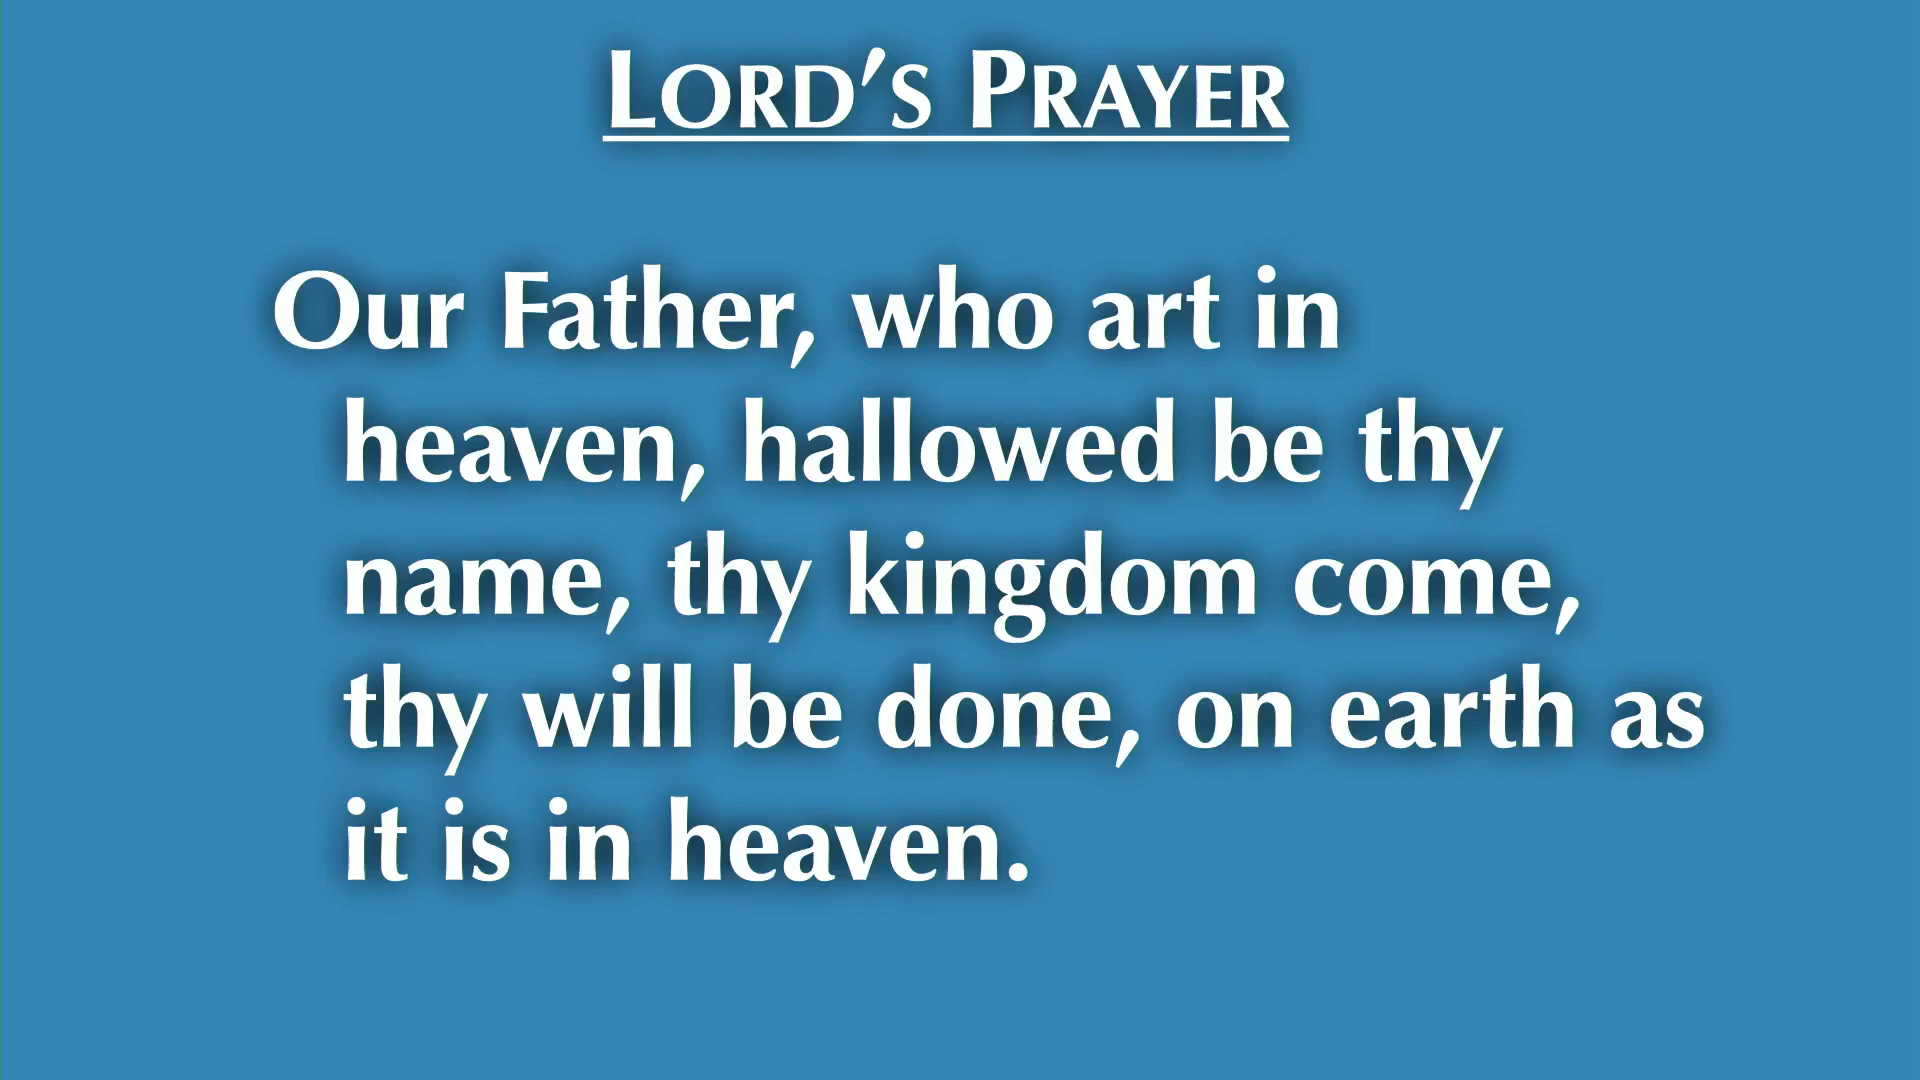 LORD'S PRAYER
Our Father, who art in
heaven, hallowed be thy
name, thy kingdom come,
thy will be done, on earth as
it is in heaven.